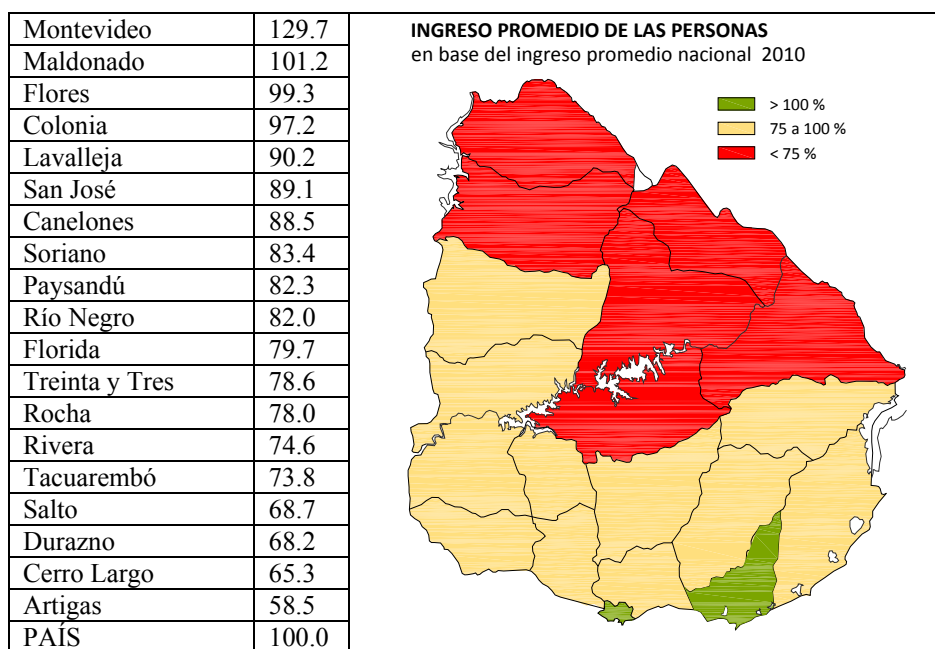 Montevideo 129.7
Maldonado 101.2
Flores 99.3
Colonia 97.2
Lavalleja 90.2
San José 89.1
Canelones 88.5
Soriano 83.4
Paysandú 82.3
Río Negro 82.0
Florida 79.7
Treinta y Tres 78.6
Rocha 78.0
Rivera 74.6
Tacuarembó 73.8
Salto 68.7
Durazno 68.2
Cerro Largo 65.3
Artigas 58.5
PAÍS 100.0
INGRESO PROMEDIO DE LAS PERSONAS
en base del ingreso promedio nacional 2010
> 100 %
75 a 100 %
< 75 %